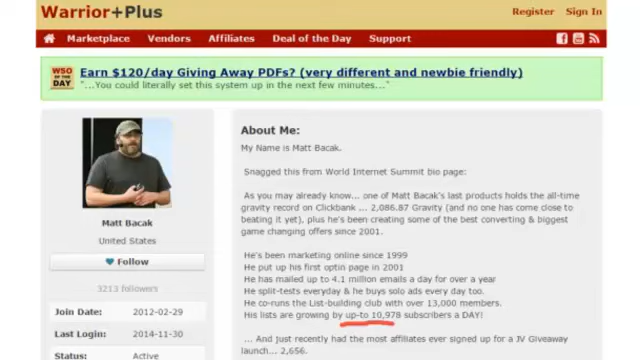 Warrior+Plus
Register Sign In
Marketplace Vendors Affiliates Deal of the Day Support
WSO OF THE DAY
Earn $120/day Giving Away PDFs? (very different and newbie friendly)
"...You could literally set this system up in the next few minutes..."
Matt Bacak
United States
Follow
3213 followers
Join Date: 2012-02-29
Last Login: 2014-11-30
Status: Active
About Me:
My Name is Matt Bacak.
Snagged this from World Internet Summit bio page:
As you may already know... one of Matt Bacak's last products holds the all-time
gravity record on Clickbank ... 2,086.87 Gravity (and no one has come close to
beating it yet), plus he's been creating some of the best converting & biggest
game changing offers since 2001.
He's been marketing online since 1999
He put up his first optin page in 2001
He has mailed up to 4.1 million emails a day for over a year
He split-tests everyday & he buys solo ads every day too.
He co-runs the List-building club with over 13,000 members.
His lists are growing by up-to 10,978 subscribers a DAY!
... And just recently had the most affiliates ever signed up for a JV Giveaway
launch... 2,656.